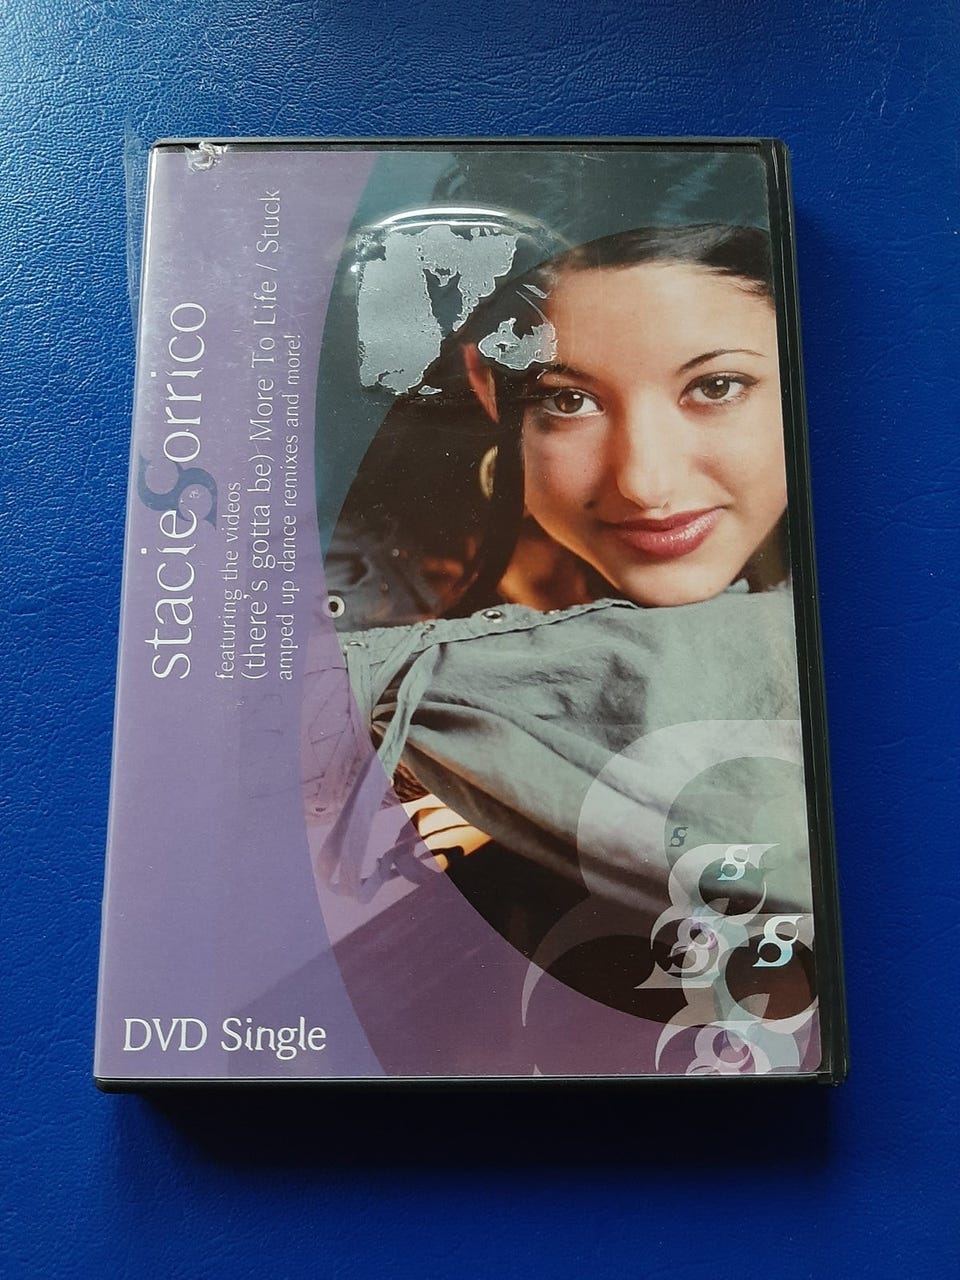 stacie orrico
featuring the videos
(there's gotta be) More To Life / Stuck
amped up dance remixes and more!
DVD Single